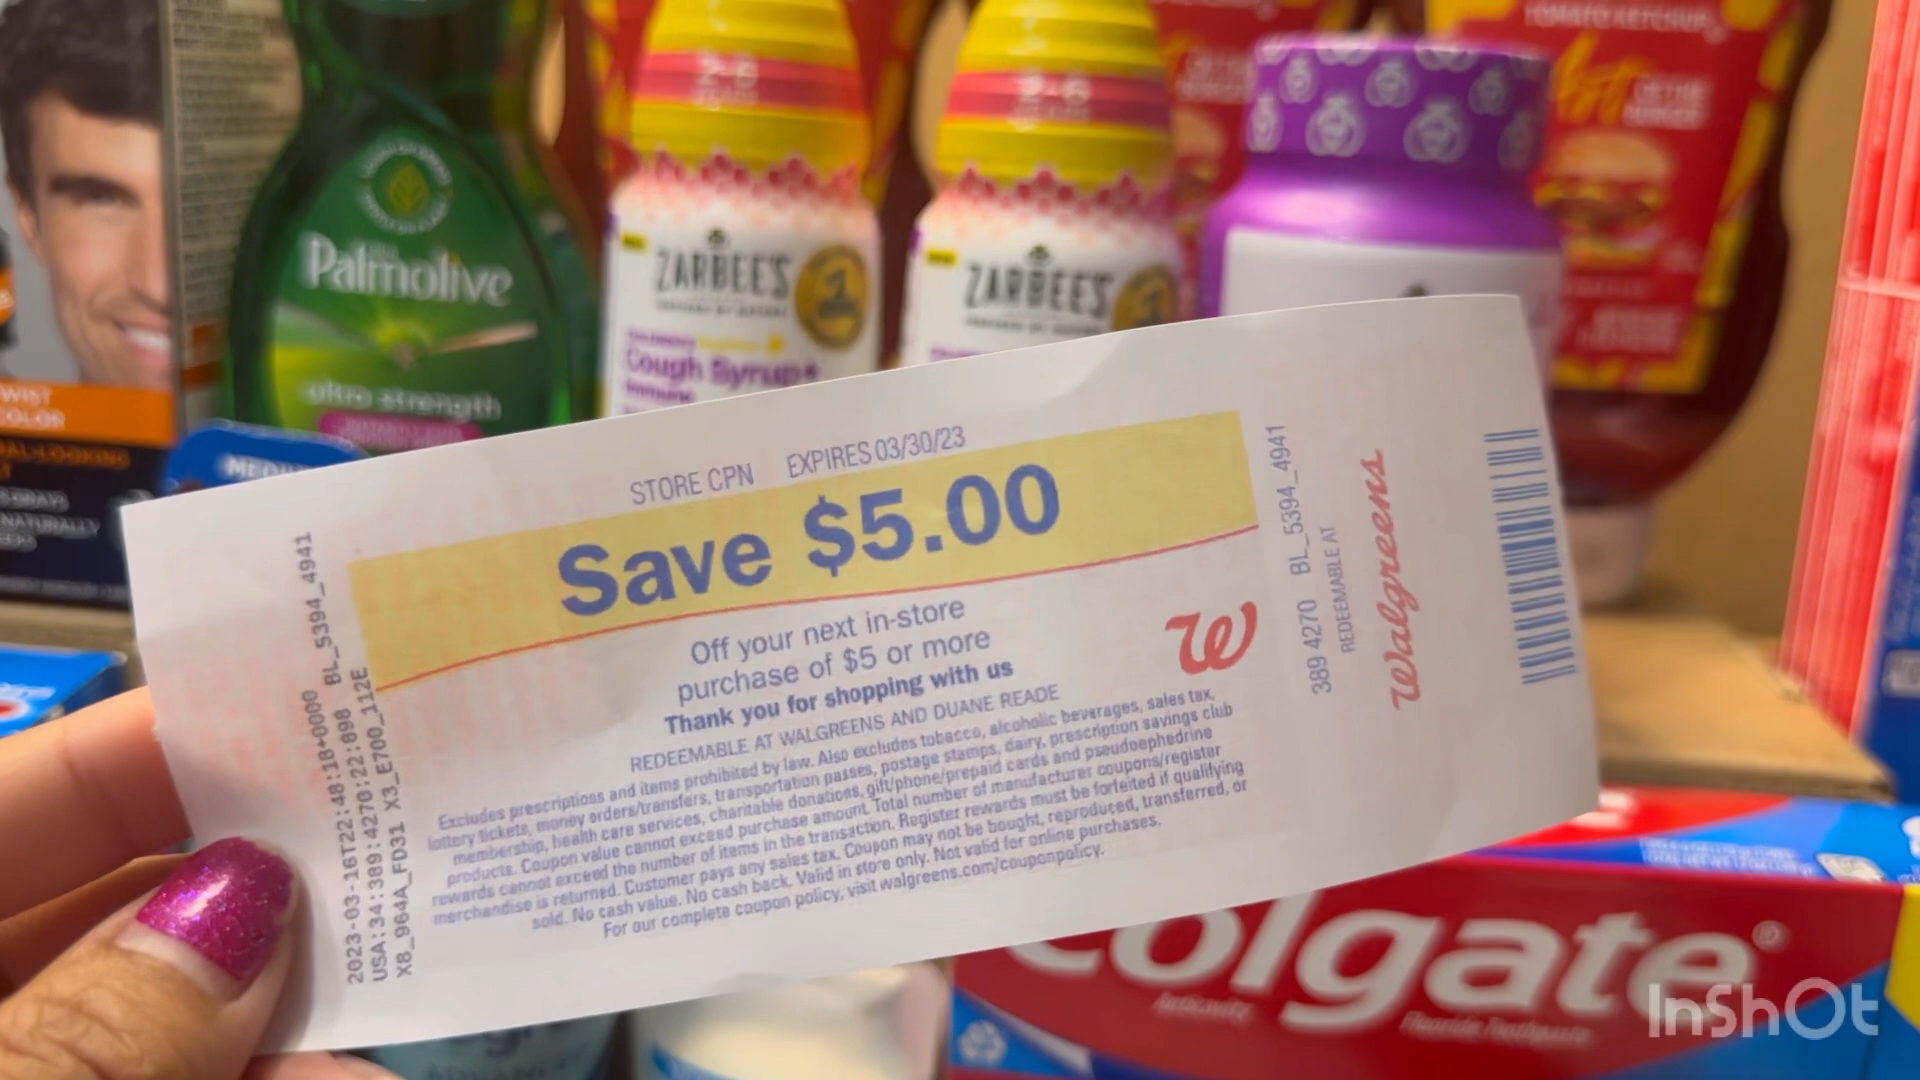 Palmolive
ultra strength
2-6
ZARBEE'S
Cough Syrup+
Immune
ZARBEE'S
TOMATO KETCHUP
STORE CPN EXPIRES 03/30/23
Save $5.00
Off your next in-store
purchase of $5 or more
Thank you for shopping with us
REDEEMABLE AT WALGREENS AND DUANE READE
Excludes prescriptions and items prohibited by law. Also excludes tobacco, alcoholic beverages, sales tax,
lottery tickets, money orders/transfers, transportation passes, postage stamps, dairy, prescription savings club
membership, health care services, charitable donations, gift/phone/prepaid cards and pseudoephedrine
products. Coupon value cannot exceed purchase amount. Total number of manufacturer coupons/register
rewards cannot exceed the number of items in the transaction. Register rewards must be forfeited if qualifying
merchandise is returned. Customer pays any sales tax. Coupon may not be bought, reproduced, transferred, or
sold. No cash value. No cash back. Valid in store only. Not valid for online purchases.
For our complete coupon policy, visit walgreens.com/couponpolicy.
W
2023-03-16T22:48:18+0000 BL_5394_4941
USA:34:389:4270:22:898
X8_964A_FD31 X3_E700_112E
389 4270 BL_5394_4941
REDEEMABLE AT
Walgreens
Colgate
Anticavity Fluoride Toothpaste
InShOt